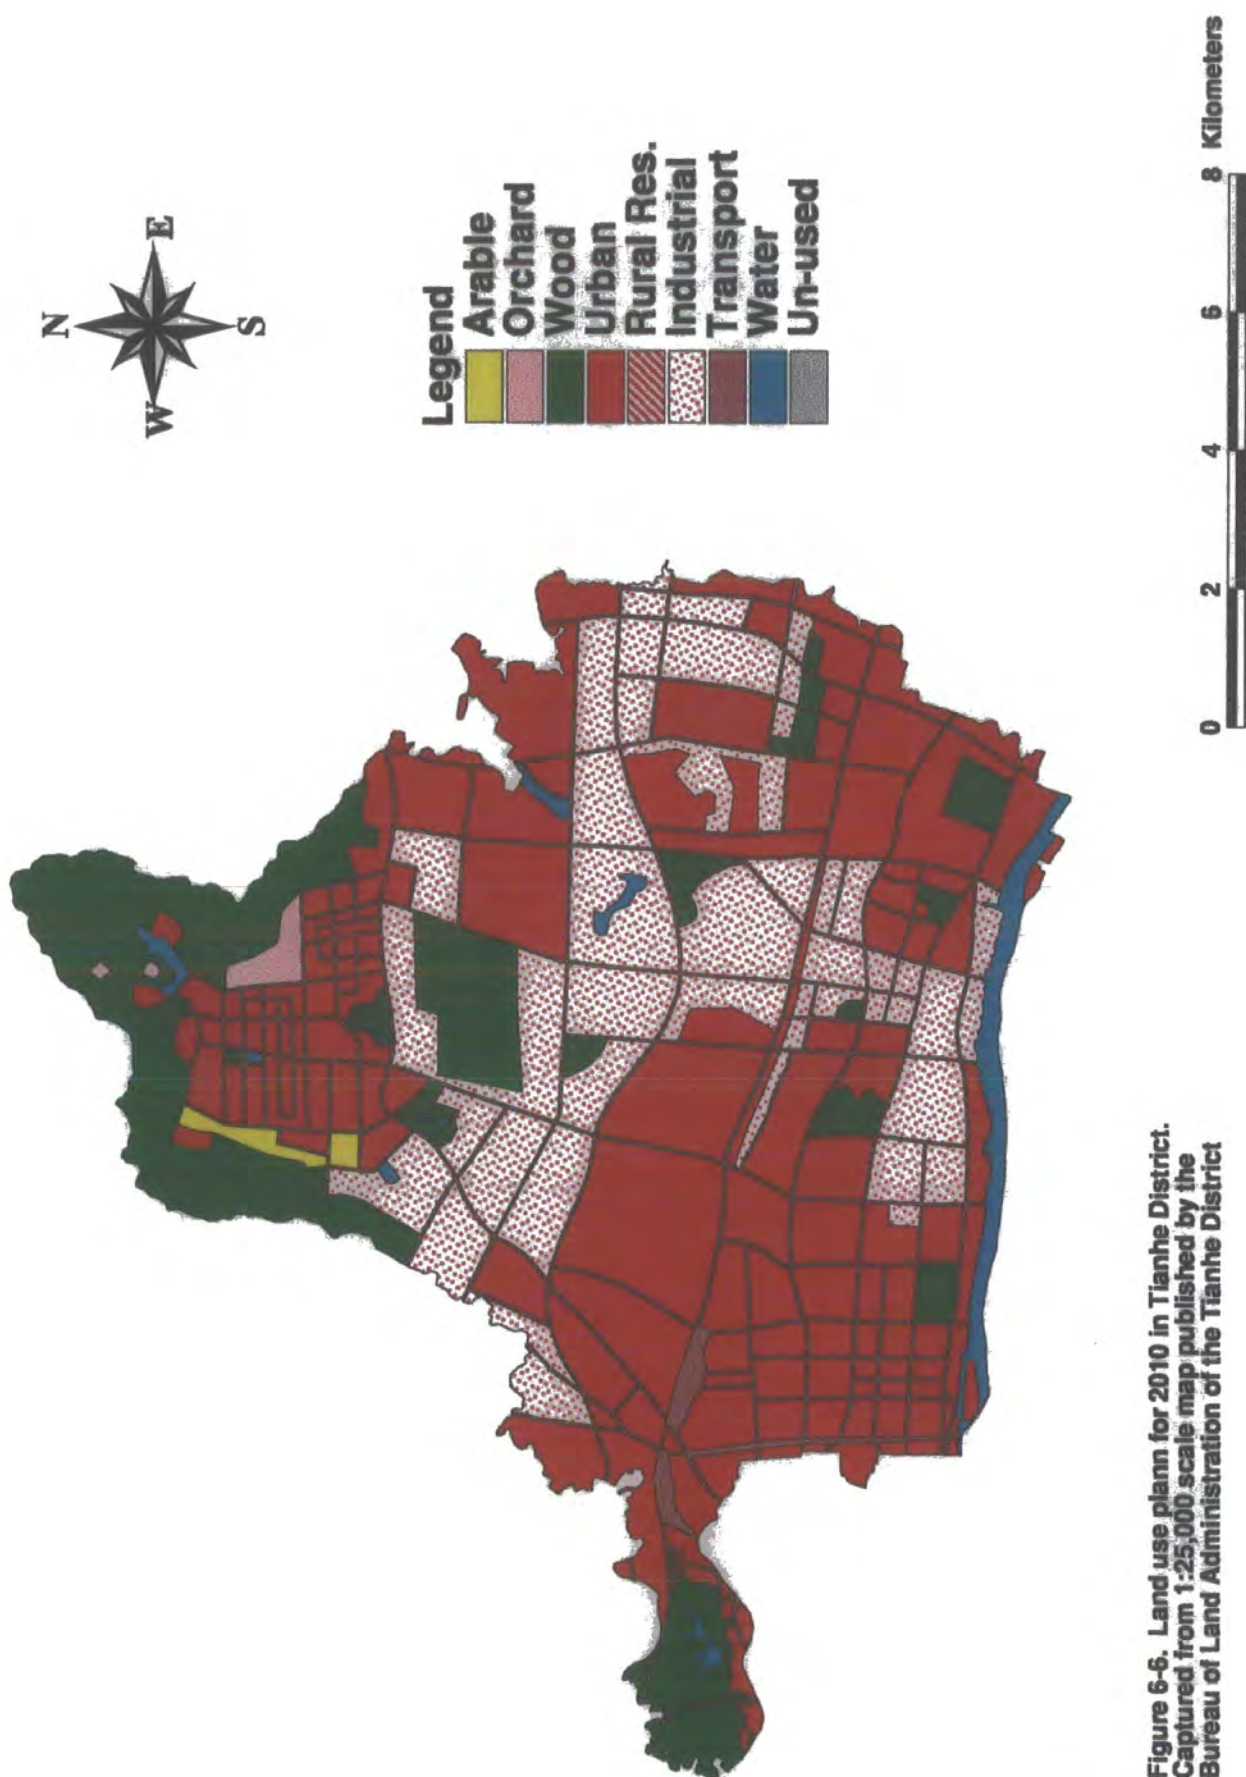 N
W
E
S
Legend
Arable
Orchard
Wood
Urban
Rural Res.
Industrial
Transport
Water
Un-used
0 2 4 6 8 Kilometers
Figure 6-6. Land use plann for 2010 in Tianhe District.
Captured from 1:25,000 scale map published by the
Bureau of Land Administration of the Tianhe District